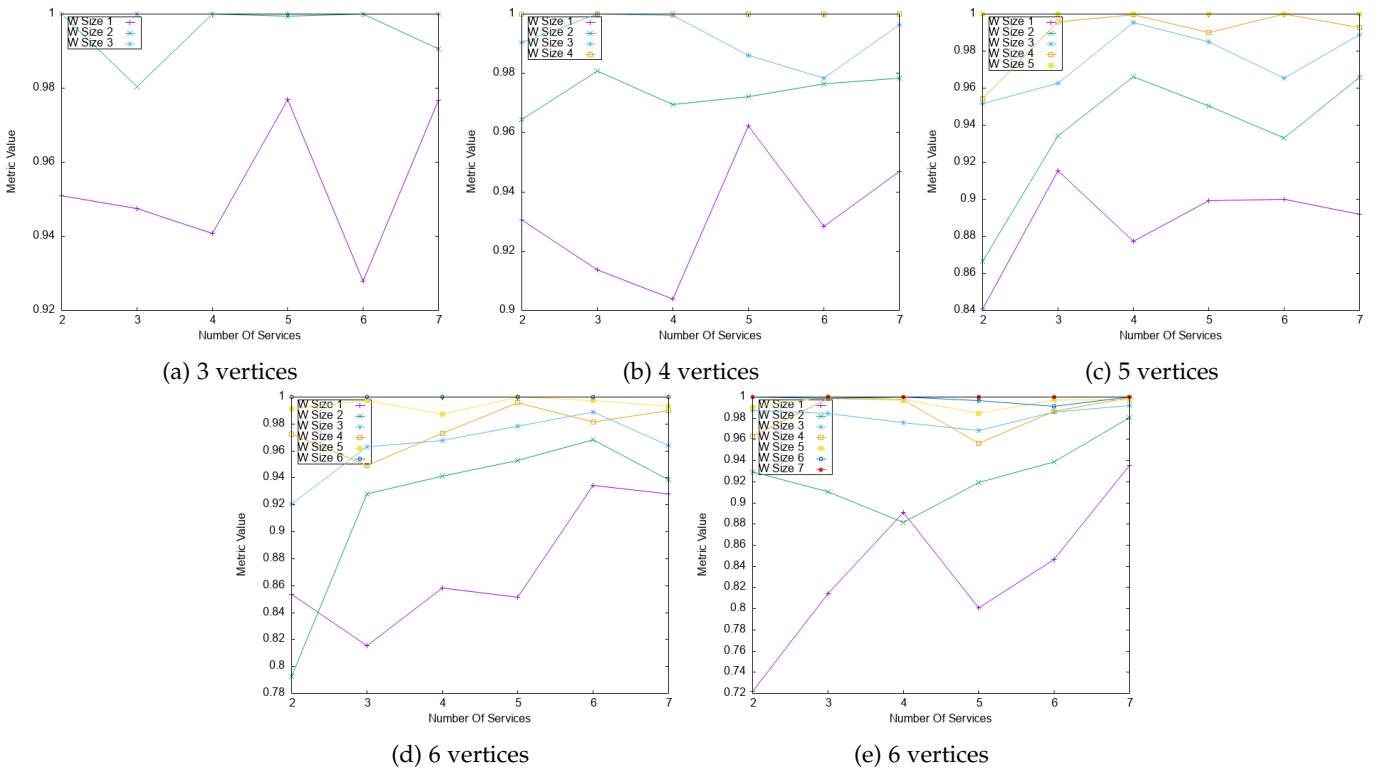 1
W Size 1
W Size 2
W Size 3
0.98
0.96
0.94
0.92
Metric Value
2 3 4 5 6 7
Number Of Services
(a) 3 vertices
1
W Size 1
W Size 2
W Size 3
W Size 4
0.98
0.96
0.94
0.92
0.9
Metric Value
2 3 4 5 6 7
Number Of Services
(b) 4 vertices
1
W Size 1
W Size 2
W Size 3
W Size 4
W Size 5
0.98
0.96
0.94
0.92
0.9
0.88
0.86
0.84
Metric Value
2 3 4 5 6 7
Number Of Services
(c) 5 vertices
1
W Size 1
W Size 2
W Size 3
W Size 4
W Size 5
W Size 6
0.98
0.96
0.94
0.92
0.9
0.88
0.86
0.84
0.82
0.8
0.78
Metric Value
2 3 4 5 6 7
Number Of Services
(d) 6 vertices
1
W Size 1
W Size 2
W Size 3
W Size 4
W Size 5
W Size 6
W Size 7
0.98
0.96
0.94
0.92
0.9
0.88
0.86
0.84
0.82
0.8
0.78
0.76
0.74
0.72
Metric Value
2 3 4 5 6 7
Number Of Services
(e) 6 vertices